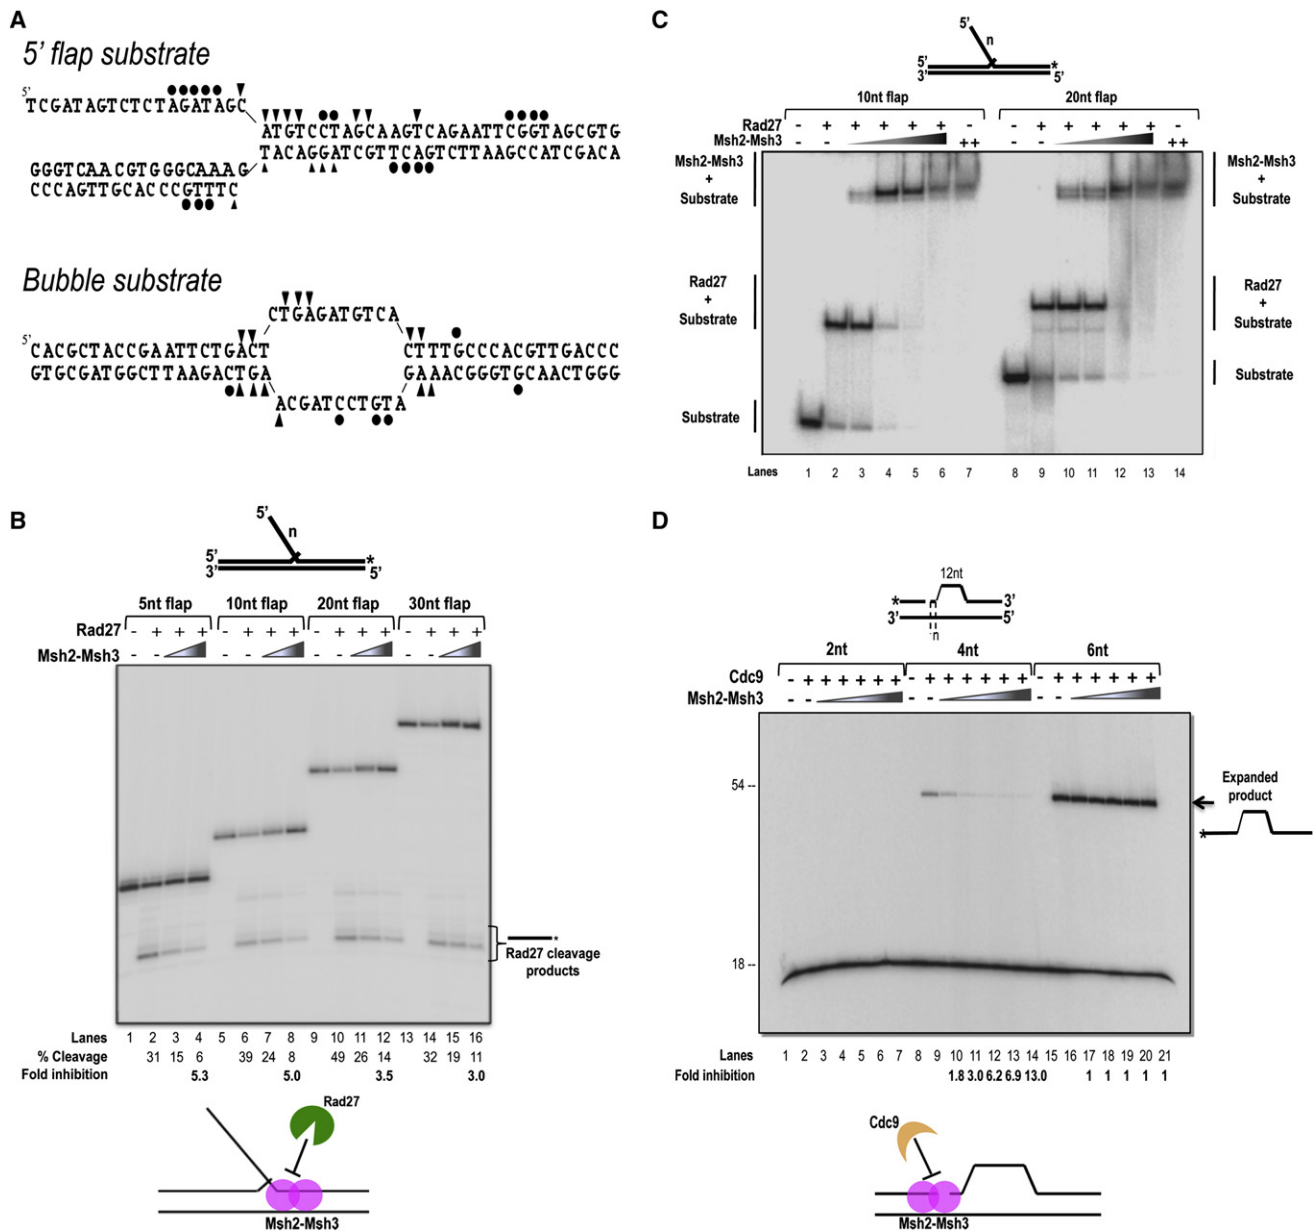 A
5' flap substrate
5'
TCGATAGTCTCTAGATAGC
ATGTCCTAGCAAGTCAGAATTCGGTAGCGTG
TACAGGATCGTTCAGTCTTAAGCCATCGACA
GGGTCAACGTGGGCAAAG
CCCAGTTGCACCCGTTTC
Bubble substrate
CTGAGATGTCA
5'
CACGCTACCGAATTCTGACT
CTTTGCCCACGTTGACCC
GTGCGATGGCTTAAGACTGA
GAAACGGGTGCAACTGGG
ACGATCCTGTA
B
5'
n
5'
*
3'
5'
5nt flap 10nt flap 20nt flap 30nt flap
Rad27 - + + + - + + + - + + + - + + +
Msh2-Msh3 - - - - - - - -
Rad27 cleavage
products
*
Lanes 1 2 3 4 5 6 7 8 9 10 11 12 13 14 15 16
% Cleavage 31 15 6 39 24 8 49 26 14 32 19 11
Fold inhibition 5.3 5.0 3.5 3.0
Rad27
Msh2-Msh3
C
5'
n
5'
*
3'
5'
10nt flap 20nt flap
Rad27 - + + + + + - - + + + + + -
Msh2-Msh3 - - ++ - - ++
Msh2-Msh3
+
Substrate
Rad27
+
Substrate
Substrate
Msh2-Msh3
+
Substrate
Rad27
+
Substrate
Substrate
Lanes 1 2 3 4 5 6 7 8 9 10 11 12 13 14
D
12nt
*
3'
3'
5'
n
2nt 4nt 6nt
Cdc9 - + + + + + + - + + + + + + - + + + + + +
Msh2-Msh3 - - - - - -
54 --
18 --
Expanded
product
*
Lanes 1 2 3 4 5 6 7 8 9 10 11 12 13 14 15 16 17 18 19 20 21
Fold inhibition 1.8 3.0 6.2 6.9 13.0 1 1 1 1 1
Cdc9
Msh2-Msh3